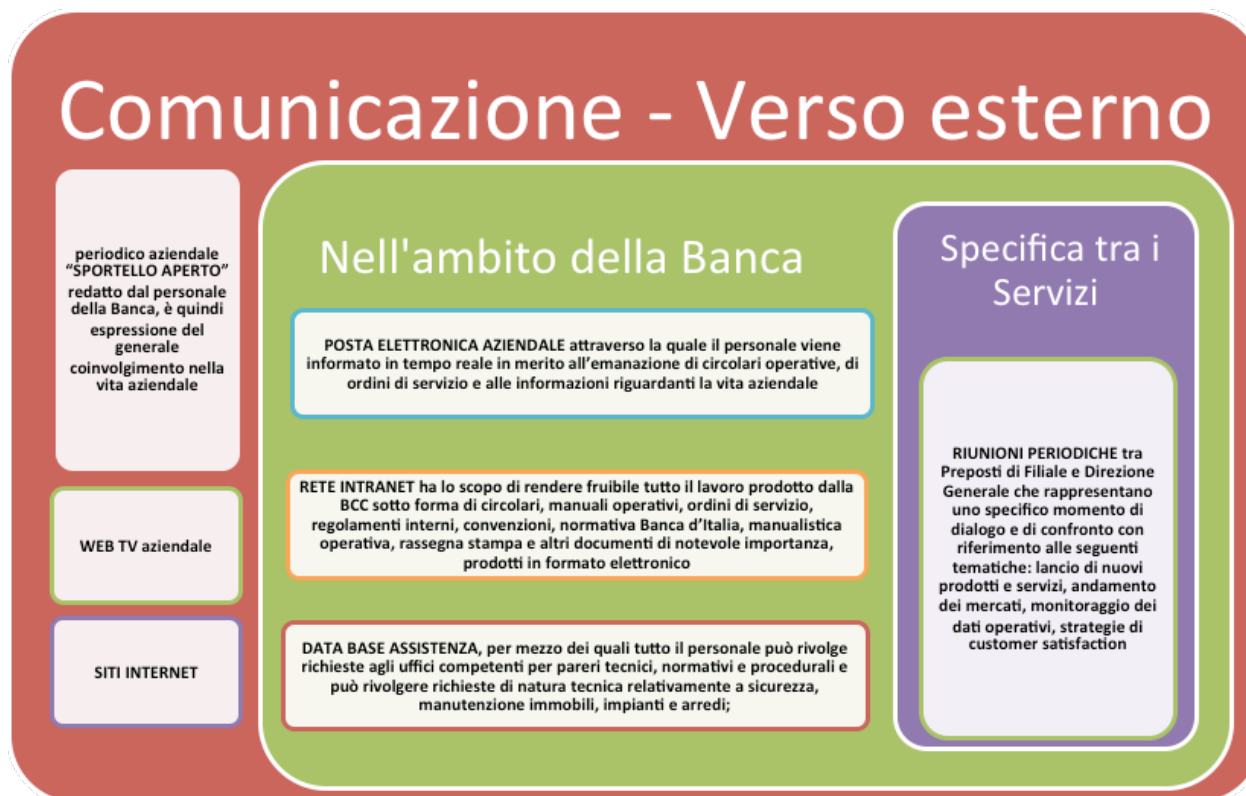 Comunicazione - Verso esterno
periodico aziendale
“SPORTELLO APERTO”
redatto dal personale
della Banca, è quindi
espressione del
generale
coinvolgimento nella
vita aziendale
WEB TV aziendale
SITI INTERNET
Nell'ambito della Banca
POSTA ELETTRONICA AZIENDALE attraverso la quale il personale viene
informato in tempo reale in merito all’emanazione di circolari operative, di
ordini di servizio e alle informazioni riguardanti la vita aziendale
RETE INTRANET ha lo scopo di rendere fruibile tutto il lavoro prodotto dalla
BCC sotto forma di circolari, manuali operativi, ordini di servizio,
regolamenti interni, convenzioni, normativa Banca d’Italia, manualistica
operativa, rassegna stampa e altri documenti di notevole importanza,
prodotti in formato elettronico
DATA BASE ASSISTENZA, per mezzo dei quali tutto il personale può rivolge
richieste agli uffici competenti per pareri tecnici, normativi e procedurali e
può rivolgere richieste di natura tecnica relativamente a sicurezza,
manutenzione immobili, impianti e arredi;
Specifica tra i
Servizi
RIUNIONI PERIODICHE tra
Preposti di Filiale e Direzione
Generale che rappresentano
uno specifico momento di
dialogo e di confronto con
riferimento alle seguenti
tematiche: lancio di nuovi
prodotti e servizi, andamento
dei mercati, monitoraggio dei
dati operativi, strategie di
customer satisfaction